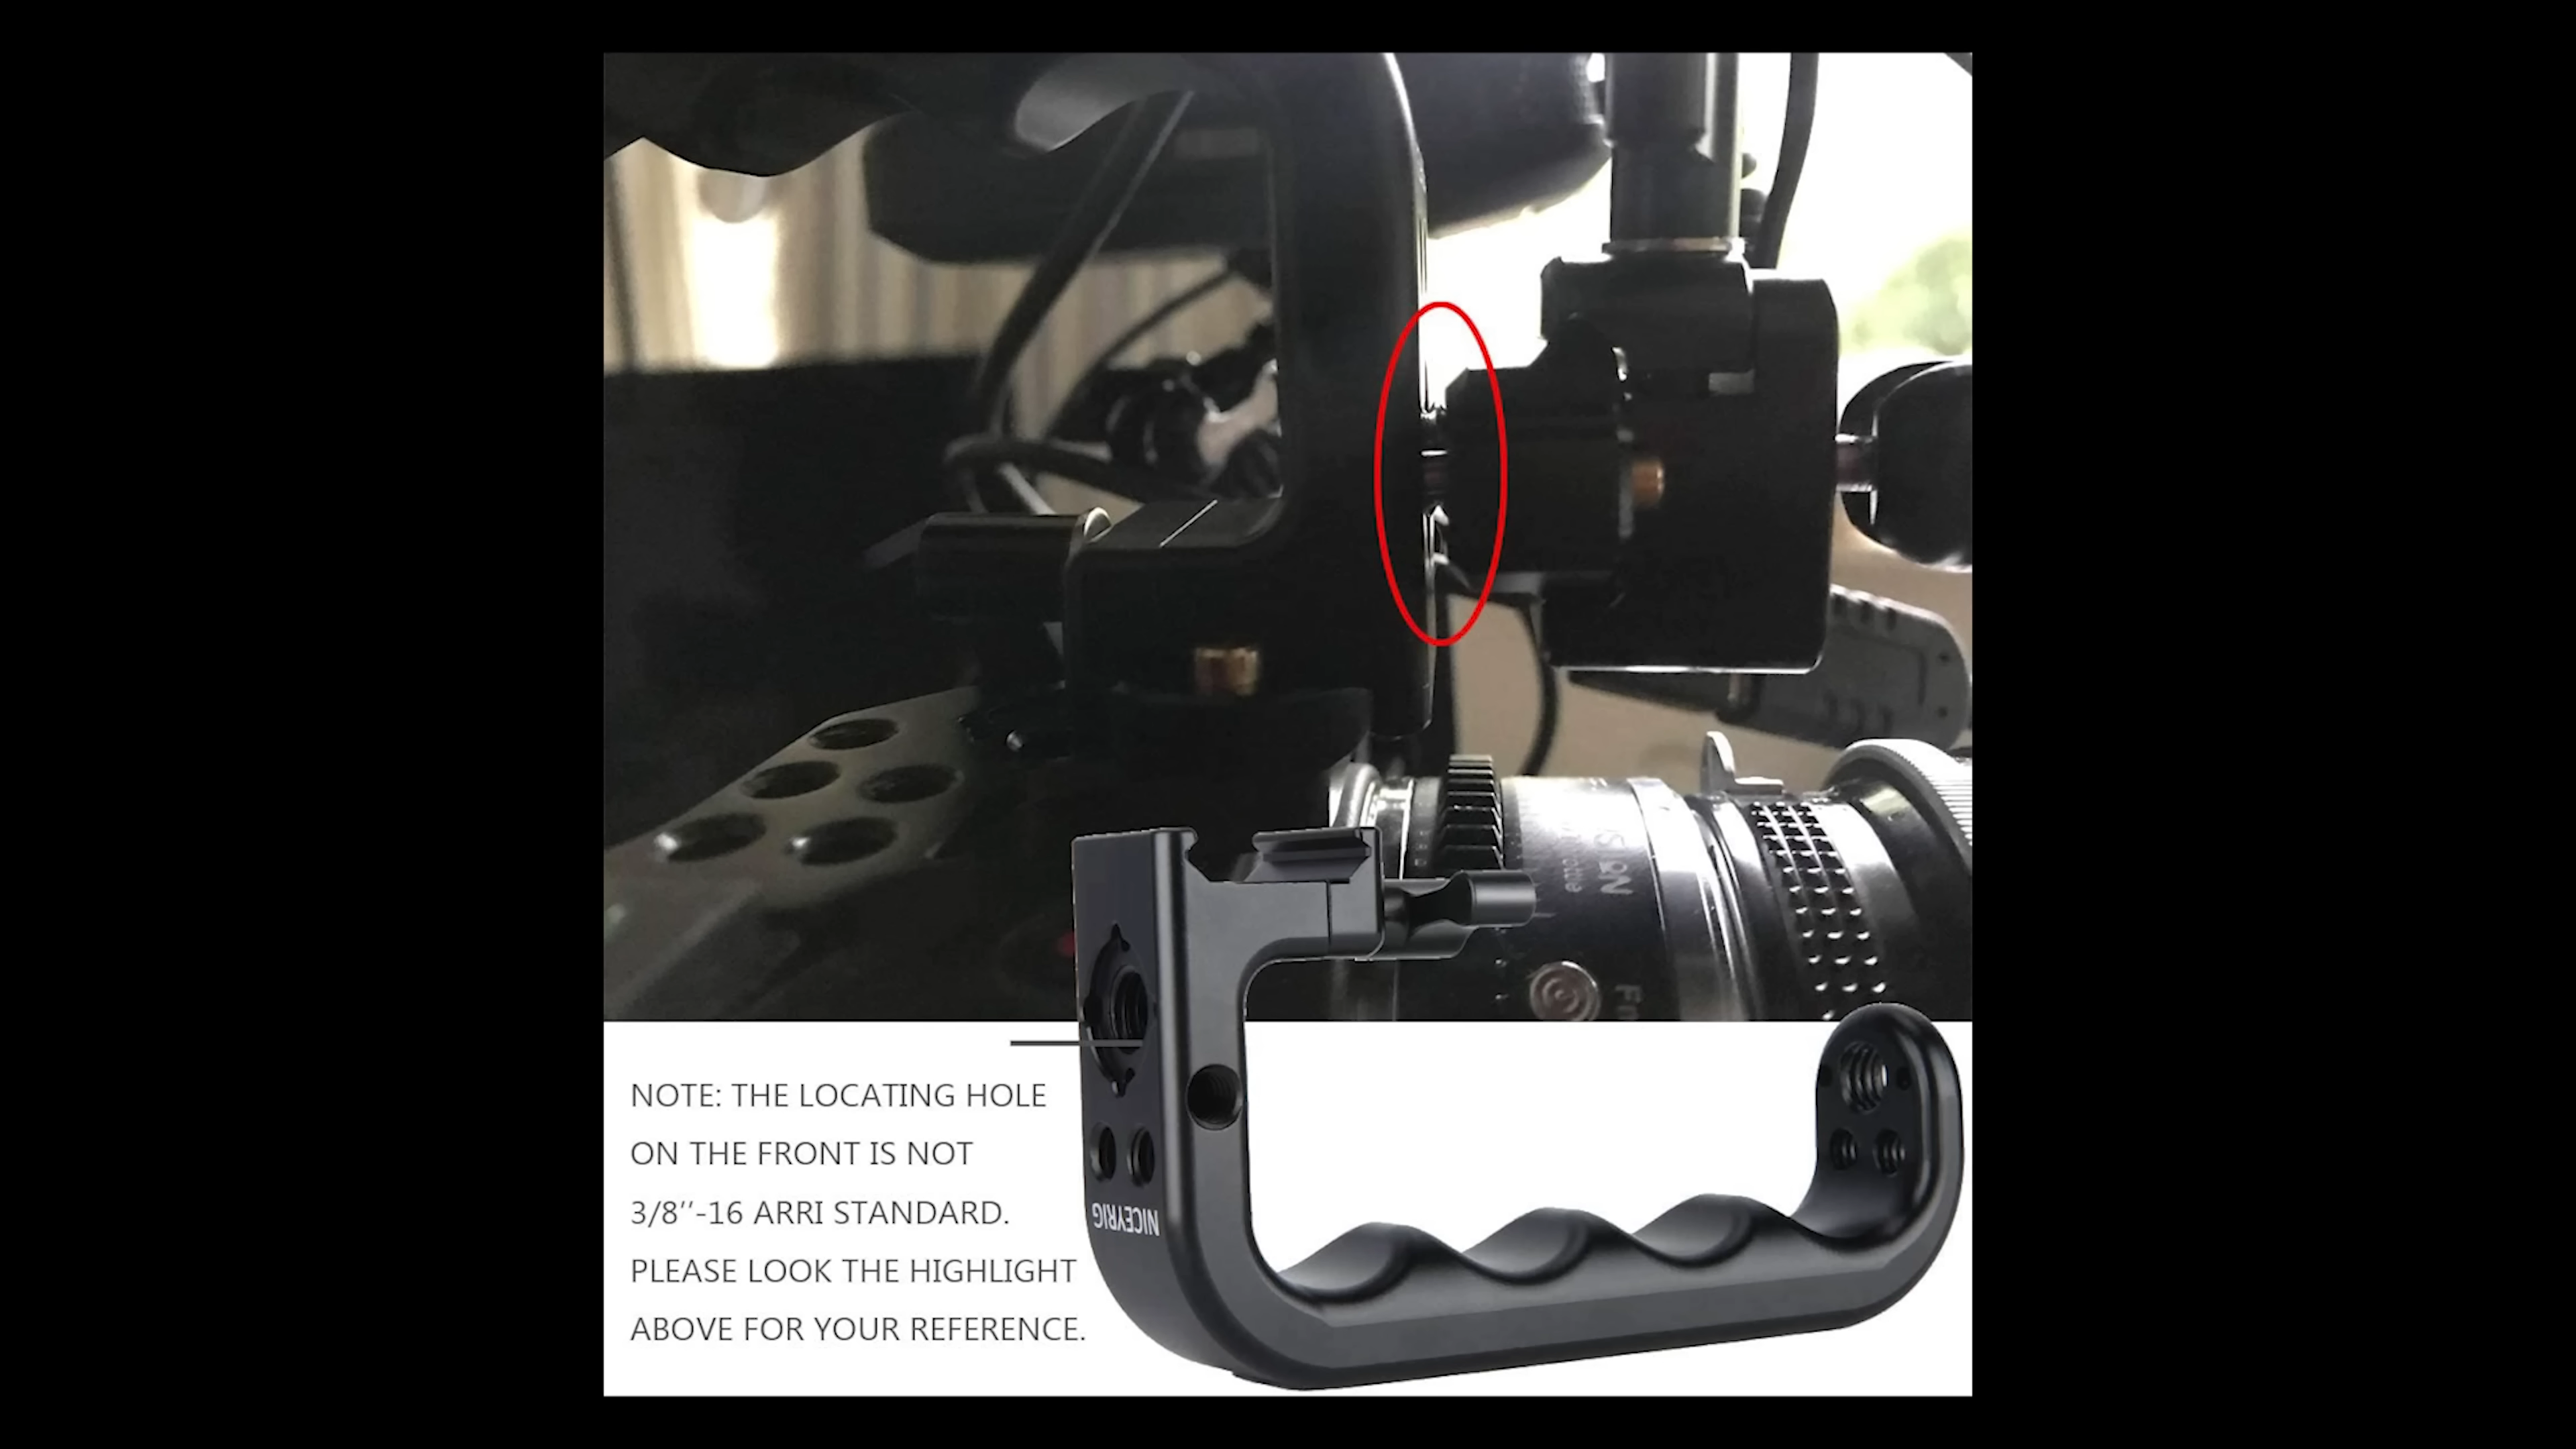 NOTE: THE LOCATING HOLE
ON THE FRONT IS NOT
3/8''-16 ARRI STANDARD.
PLEASE LOOK THE HIGHLIGHT
ABOVE FOR YOUR REFERENCE.
NICEYRIG